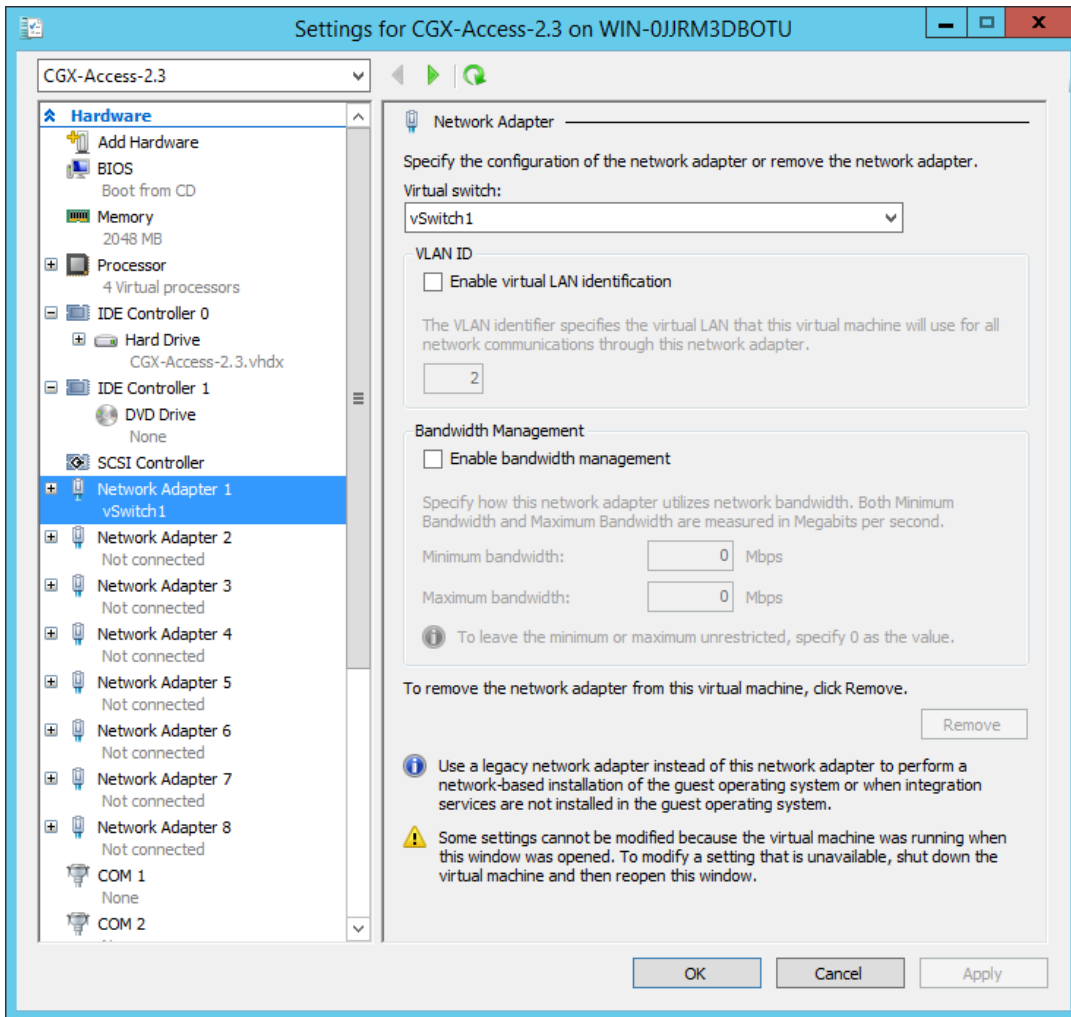 Settings for CGX-Access-2.3 on WIN-0JJRM3DBOTU
CGX-Access-2.3
Hardware
Add Hardware
BIOS
Boot from CD
Memory
2048 MB
Processor
4 Virtual processors
IDE Controller 0
Hard Drive
CGX-Access-2.3.vhdx
IDE Controller 1
DVD Drive
None
SCSI Controller
Network Adapter 1
vSwitch1
Network Adapter 2
Not connected
Network Adapter 3
Not connected
Network Adapter 4
Not connected
Network Adapter 5
Not connected
Network Adapter 6
Not connected
Network Adapter 7
Not connected
Network Adapter 8
Not connected
COM 1
None
COM 2
Network Adapter
Specify the configuration of the network adapter or remove the network adapter.
Virtual switch:
vSwitch1
VLAN ID
Enable virtual LAN identification
The VLAN identifier specifies the virtual LAN that this virtual machine will use for all
network communications through this network adapter.
2
Bandwidth Management
Enable bandwidth management
Specify how this network adapter utilizes network bandwidth. Both Minimum
Bandwidth and Maximum Bandwidth are measured in Megabits per second.
Minimum bandwidth: 0 Mbps
Maximum bandwidth: 0 Mbps
To leave the minimum or maximum unrestricted, specify 0 as the value.
To remove the network adapter from this virtual machine, click Remove.
Remove
Use a legacy network adapter instead of this network adapter to perform a
network-based installation of the guest operating system or when integration
services are not installed in the guest operating system.
Some settings cannot be modified because the virtual machine was running when
this window was opened. To modify a setting that is unavailable, shut down the
virtual machine and then reopen this window.
OK Cancel Apply